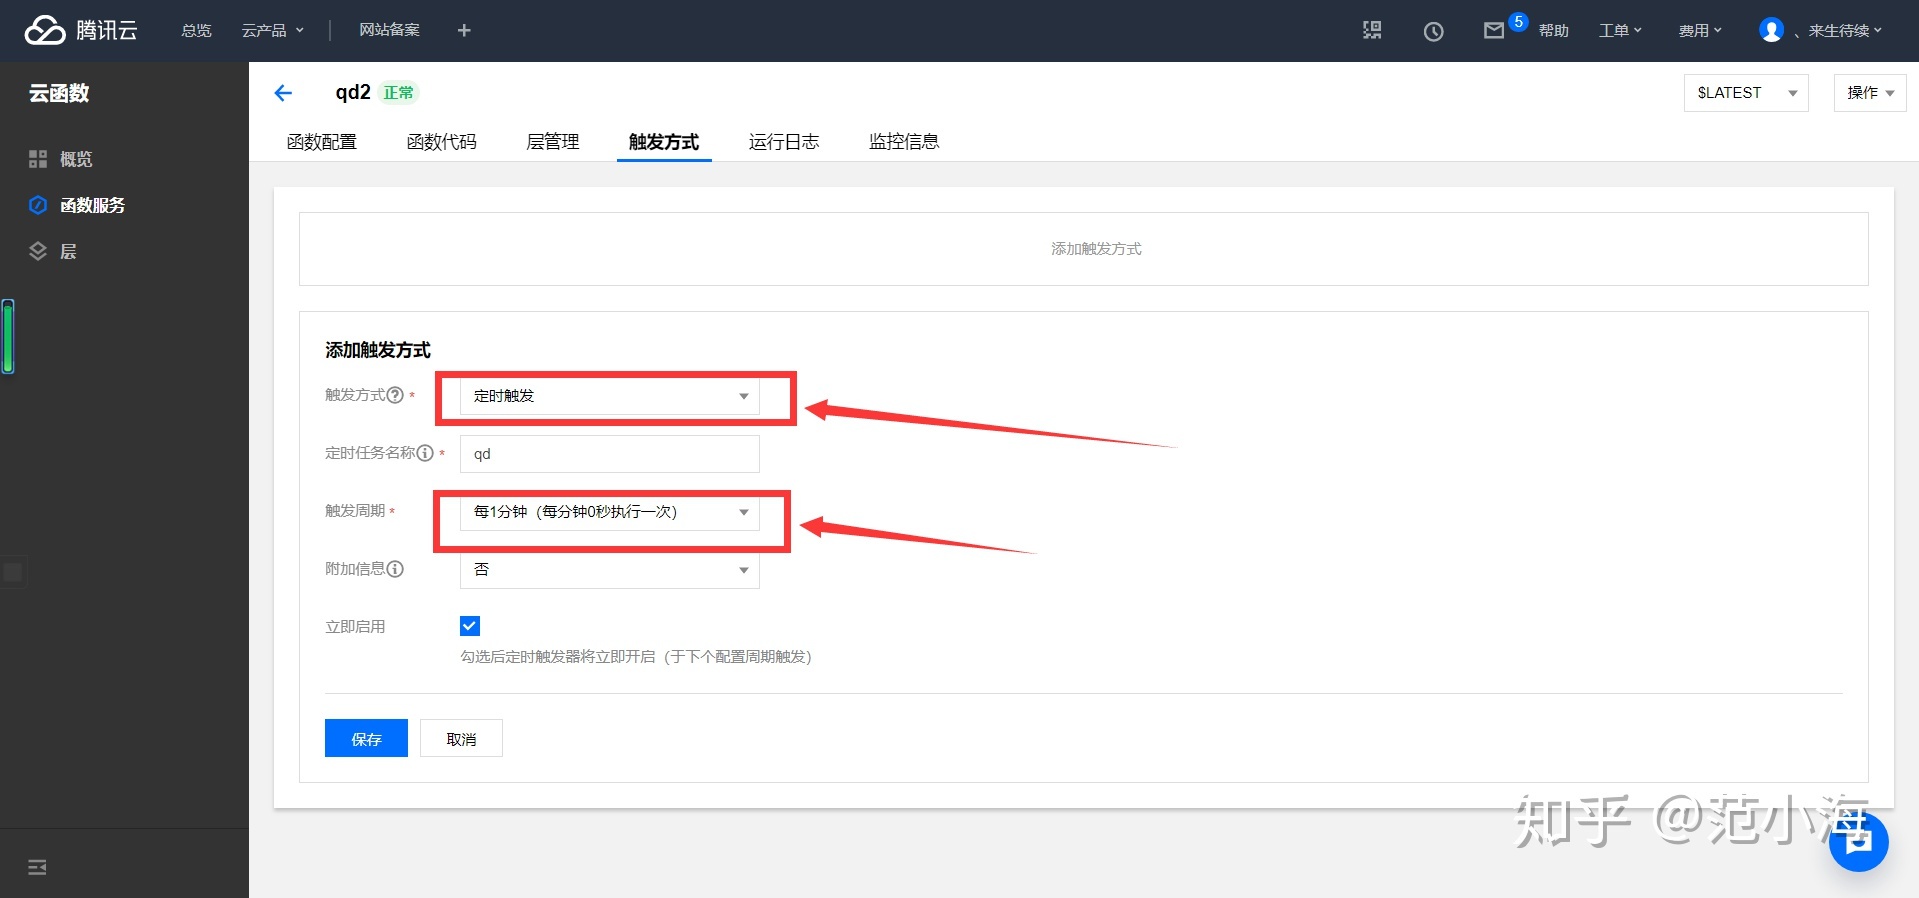 腾讯云
总览
云产品
网站备案
5
帮助
工单
费用
、来生待续
云函数
概览
函数服务
层
qd2
正常
$LATEST
操作
函数配置
函数代码
层管理
触发方式
运行日志
监控信息
添加触发方式
添加触发方式
触发方式 *
定时触发
定时任务名称 *
qd
触发周期 *
每1分钟（每分钟0秒执行一次）
附加信息
否
立即启用
勾选后定时触发器将立即开启（于下个配置周期触发）
保存
取消
知乎 @范小海